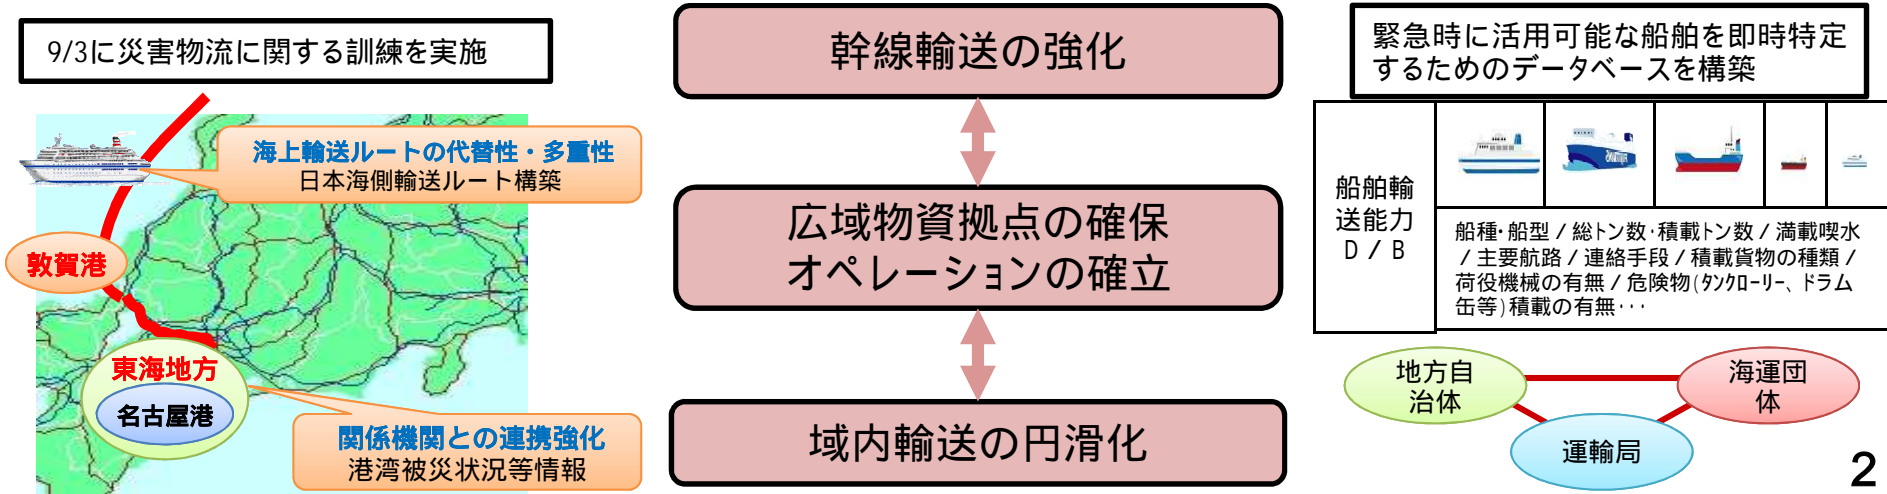 9/3に災害物流に関する訓練を実施
海上輸送ルートの代替性・多重性
日本海側輸送ルート構築
敦賀港
東海地方
名古屋港
関係機関との連携強化
港湾被災状況等情報
幹線輸送の強化
広域物資拠点の確保
オペレーションの確立
域内輸送の円滑化
緊急時に活用可能な船舶を即時特定
するためのデータベースを構築
船舶輸
送能力
D / B
船種・船型 / 総トン数・積載トン数 / 満載喫水
/ 主要航路 / 連絡手段 / 積載貨物の種類 /
荷役機械の有無 / 危険物(タンクローリー、ドラム
缶等)積載の有無・・・
地方自
治体
海運団
体
運輸局
2